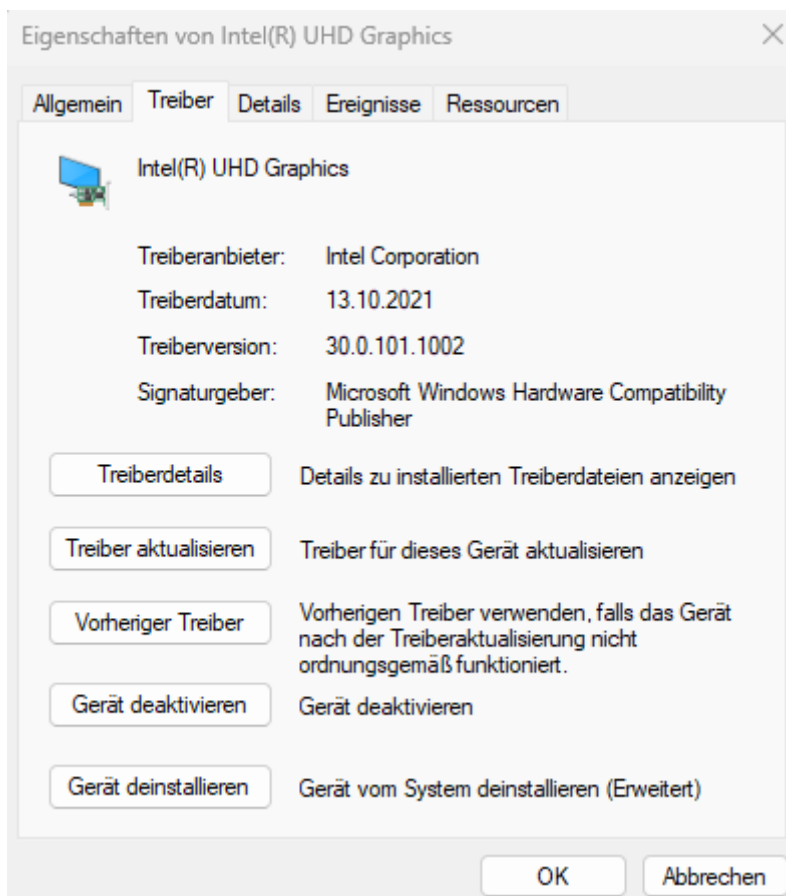 Eigenschaften von Intel(R) UHD Graphics
Allgemein Treiber Details Ereignisse Ressourcen
Intel(R) UHD Graphics
Treiberanbieter: Intel Corporation
Treiberdatum: 13.10.2021
Treiberversion: 30.0.101.1002
Signaturgeber: Microsoft Windows Hardware Compatibility
Publisher
Treiberdetails Details zu installierten Treiberdateien anzeigen
Treiber aktualisieren Treiber für dieses Gerät aktualisieren
Vorheriger Treiber Vorherigen Treiber verwenden, falls das Gerät
nach der Treiberaktualisierung nicht
ordnungsgemäß funktioniert.
Gerät deaktivieren Gerät deaktivieren
Gerät deinstallieren Gerät vom System deinstallieren (Erweitert)
OK Abbrechen